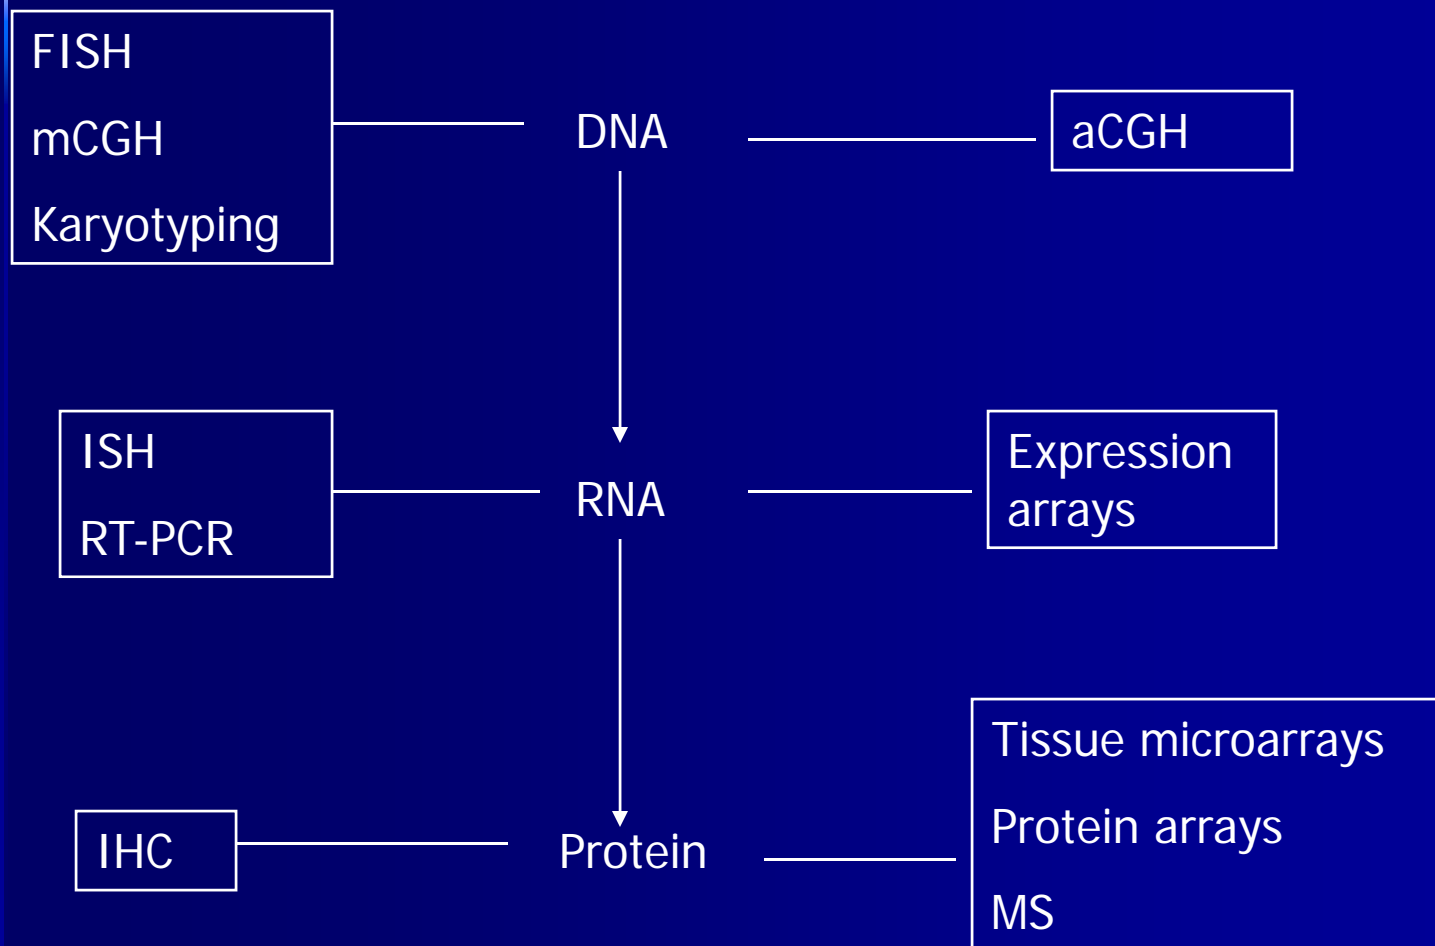 FISH
mCGH
Karyotyping
DNA
aCGH
ISH
RT-PCR
RNA
Expression
arrays
IHC
Protein
Tissue microarrays
Protein arrays
MS